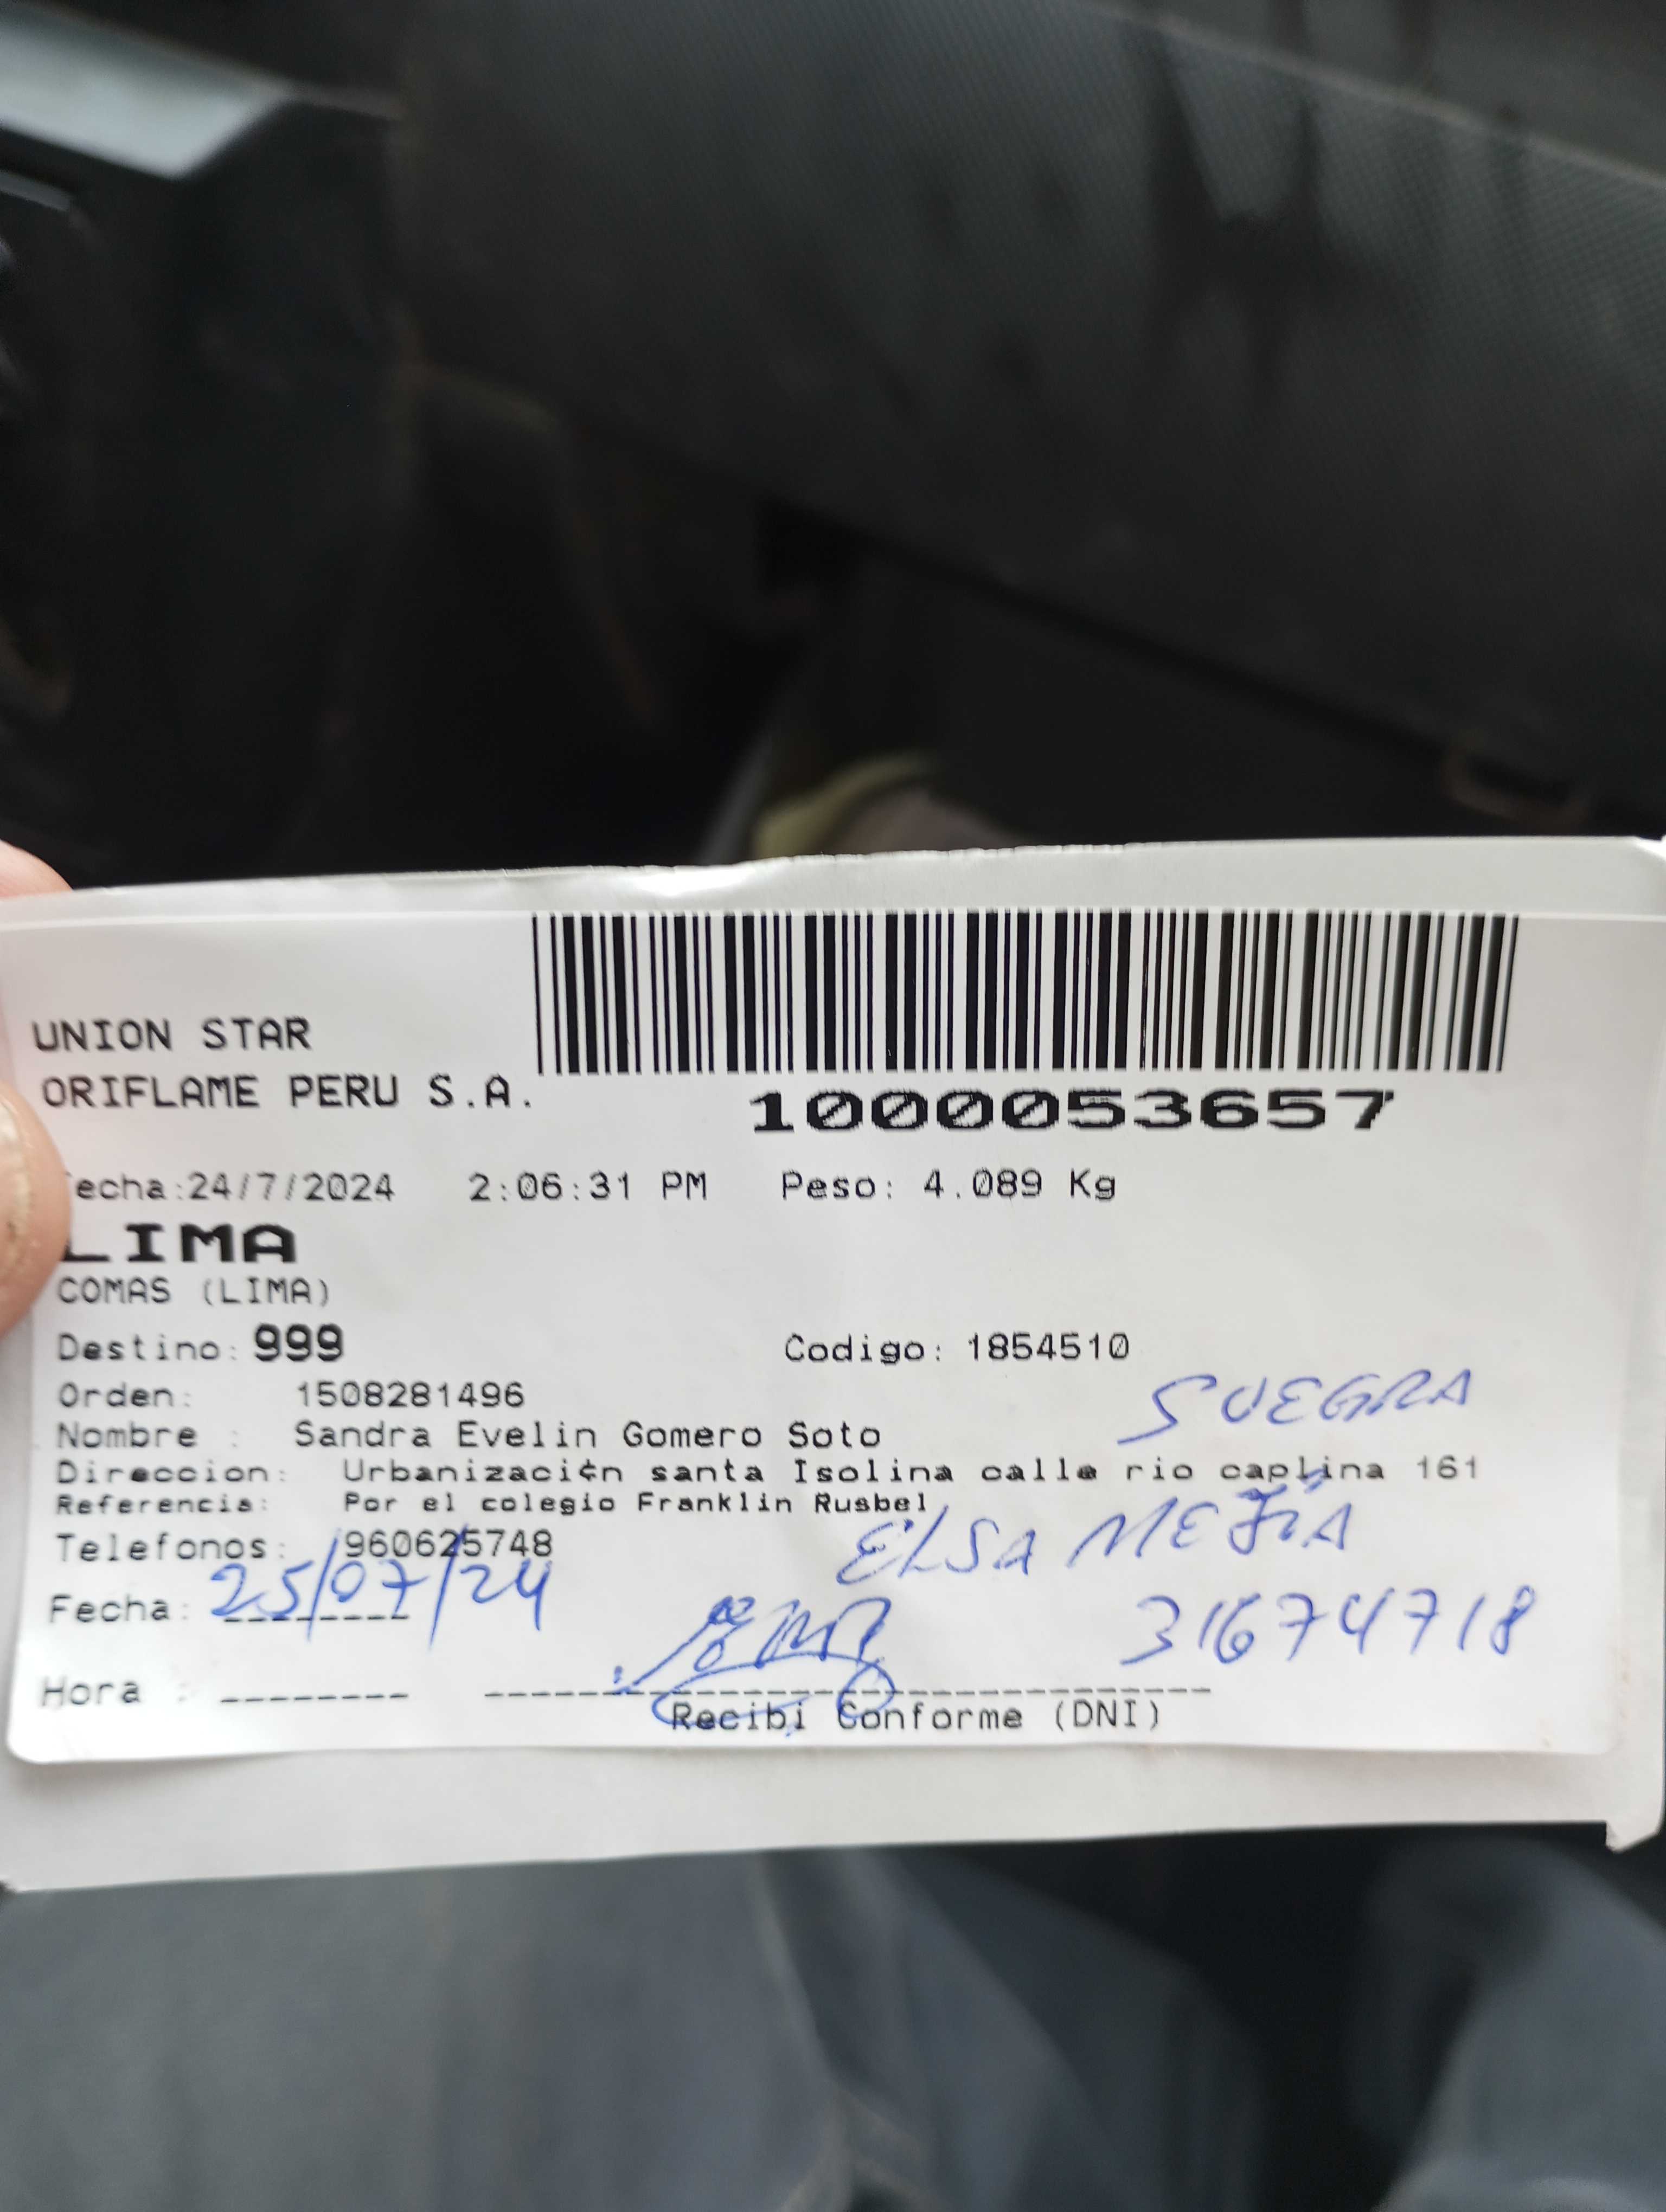 UNION STAR
ORIFLAME PERU S.A.
1000053657
fecha:24/7/2024 2:06:31 PM Peso: 4.089 Kg
LIMA
COMAS (LIMA)
Destino: 999 Codigo: 1854510
Orden: 1508281496
SUEGRA
Nombre : Sandra Evelin Gomero Soto
Direccion: Urbanizaci¢n santa Isolina calle rio caplina 161
Referencia: Por el colegio Franklin Rusbel
Telefonos: 960625748
ELSA MEJÍA
Fecha: 25/07/24
31674718
Hora :
Recibi Conforme (DNI)